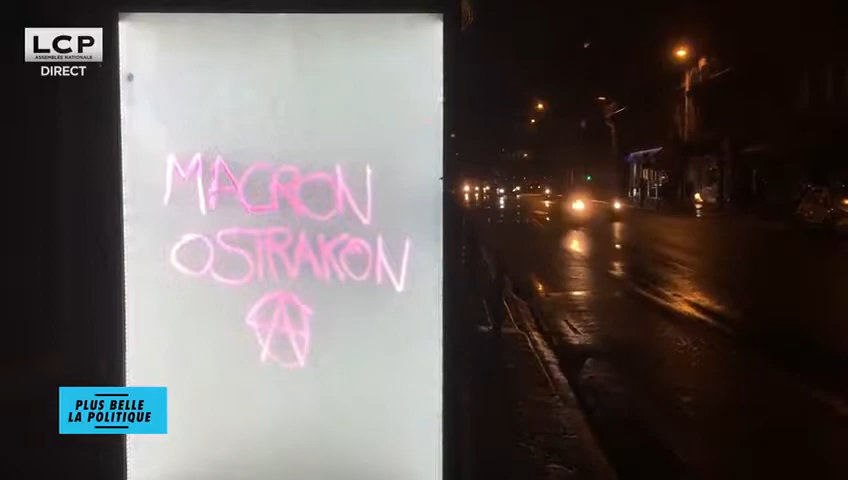 LCP
ASSEMBLÉE NATIONALE
DIRECT
MACRON
OSTRAKON
A
PLUS BELLE
LA POLITIQUE